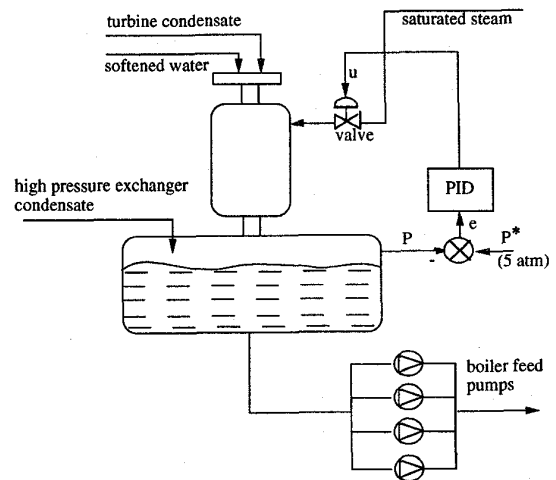 turbine condensate
saturated steam
softened water
u
valve
high pressure exchanger
condensate
PID
e
P
P*
-
(5 atm)
boiler feed
pumps